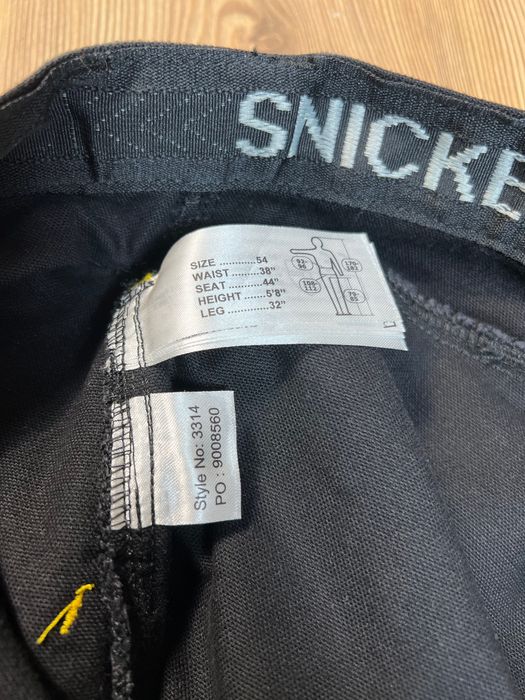 SNICKE
SIZE ............54
WAIST ........38"
SEAT ..........44"
HEIGHT ......5'8"
LEG .............32"
Style No: 3314
PO : 9008560